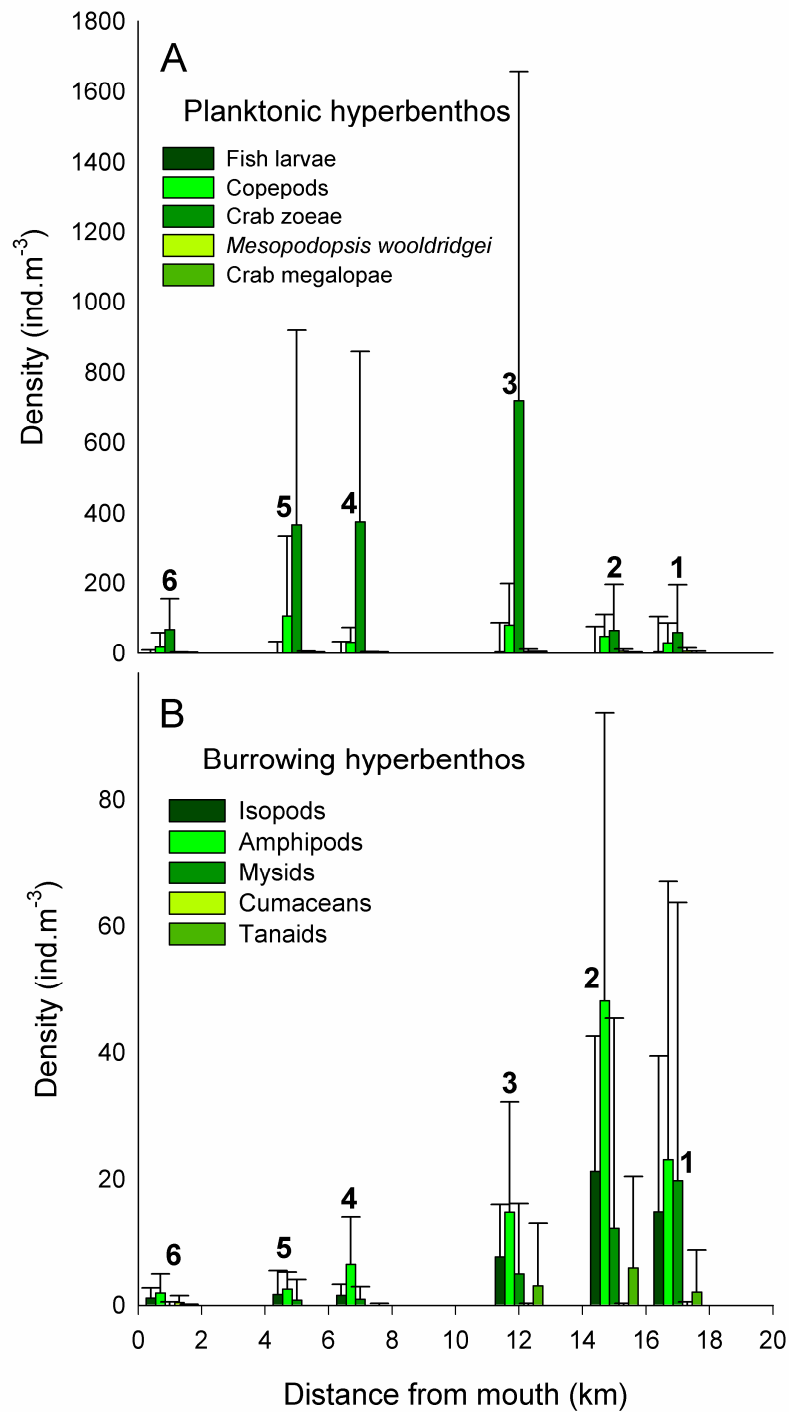 1800
A
1600
Planktonic hyperbenthos
Fish larvae
1400
Copepods
Crab zoeae
1200
Mesopodopsis wooldridgei
Crab megalopae
1000
Density (ind.m-3)
800
600
400
200
0
6
5
4
3
2
1
B
Burrowing hyperbenthos
80
Isopods
Amphipods
Mysids
Cumaceans
Tanaids
60
Density (ind.m-3)
40
20
0
6
5
4
3
2
1
0 2 4 6 8 10 12 14 16 18 20
Distance from mouth (km)